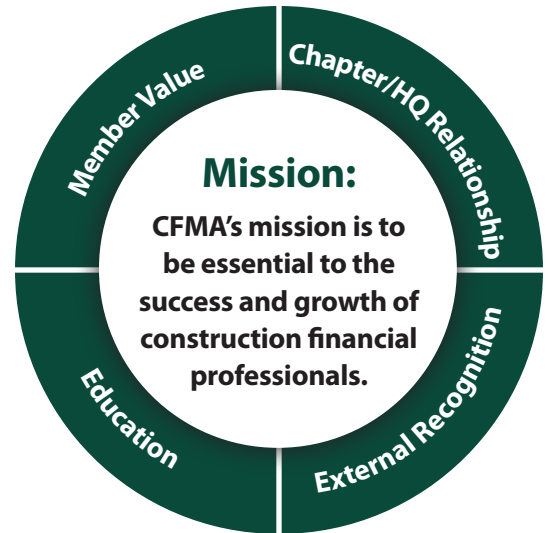 Member Value
Chapter/HQ Relationship
Mission:
CFMA’s mission is to
be essential to the
success and growth of
construction financial
professionals.
Education
External Recognition